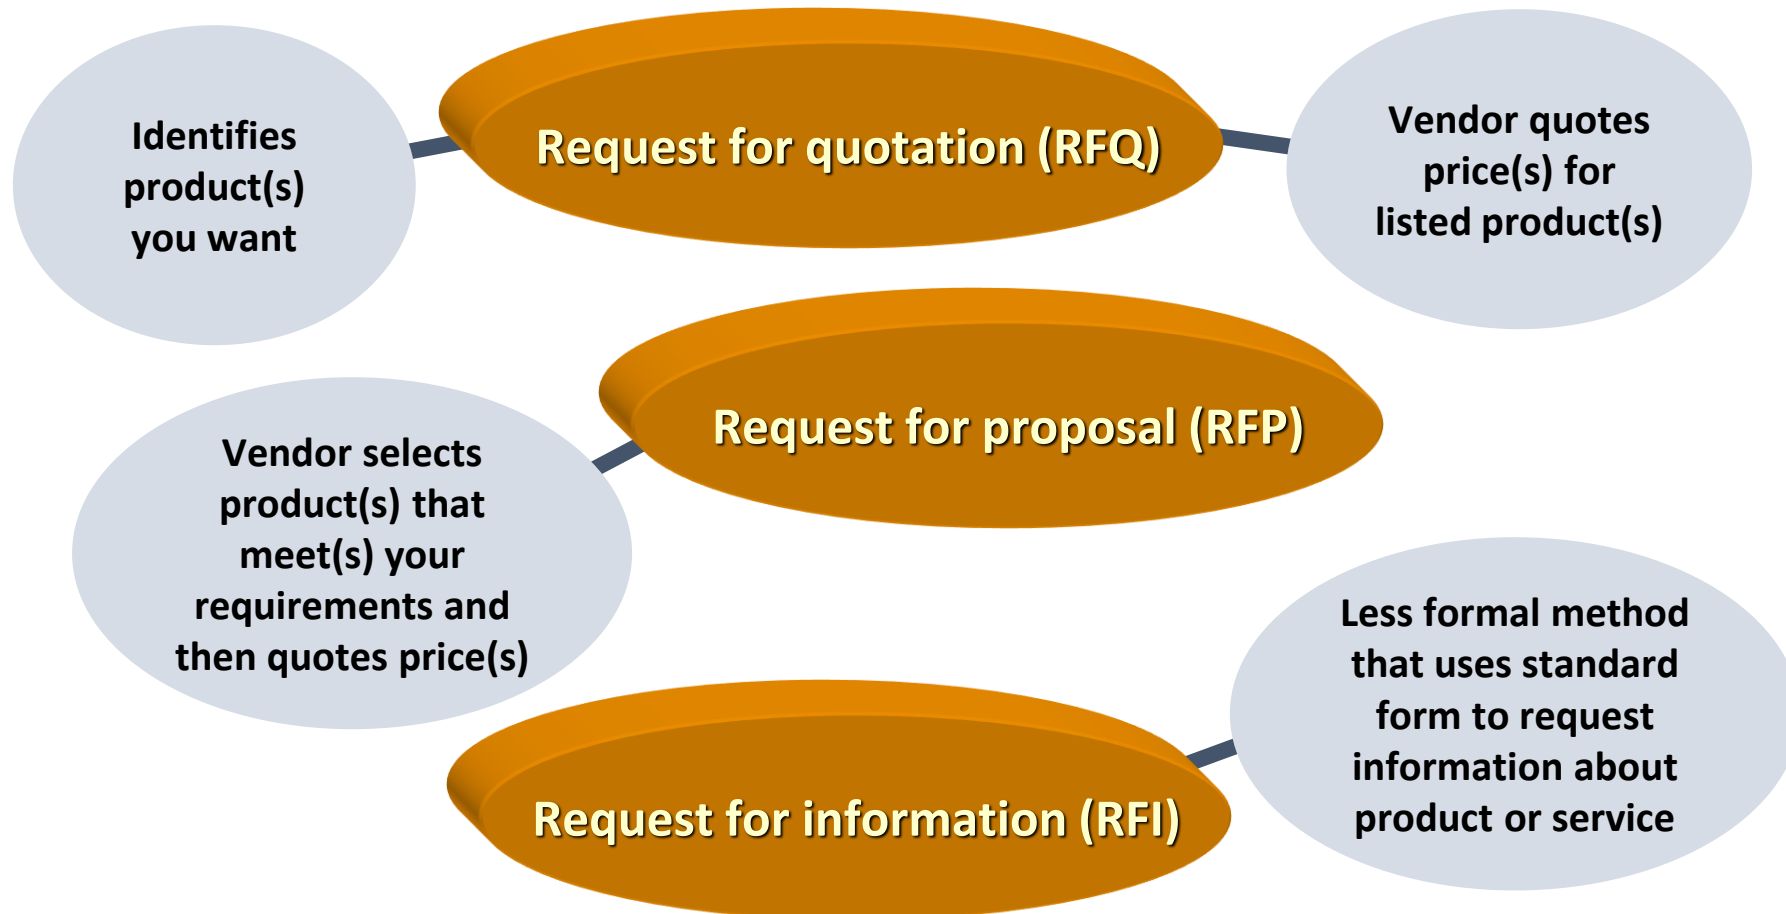 Identifies
product(s)
you want
Request for quotation (RFQ)
Vendor quotes
price(s) for
listed product(s)
Request for proposal (RFP)
Vendor selects
product(s) that
meet(s) your
requirements and
then quotes price(s)
Less formal method
that uses standard
form to request
information about
product or service
Request for information (RFI)